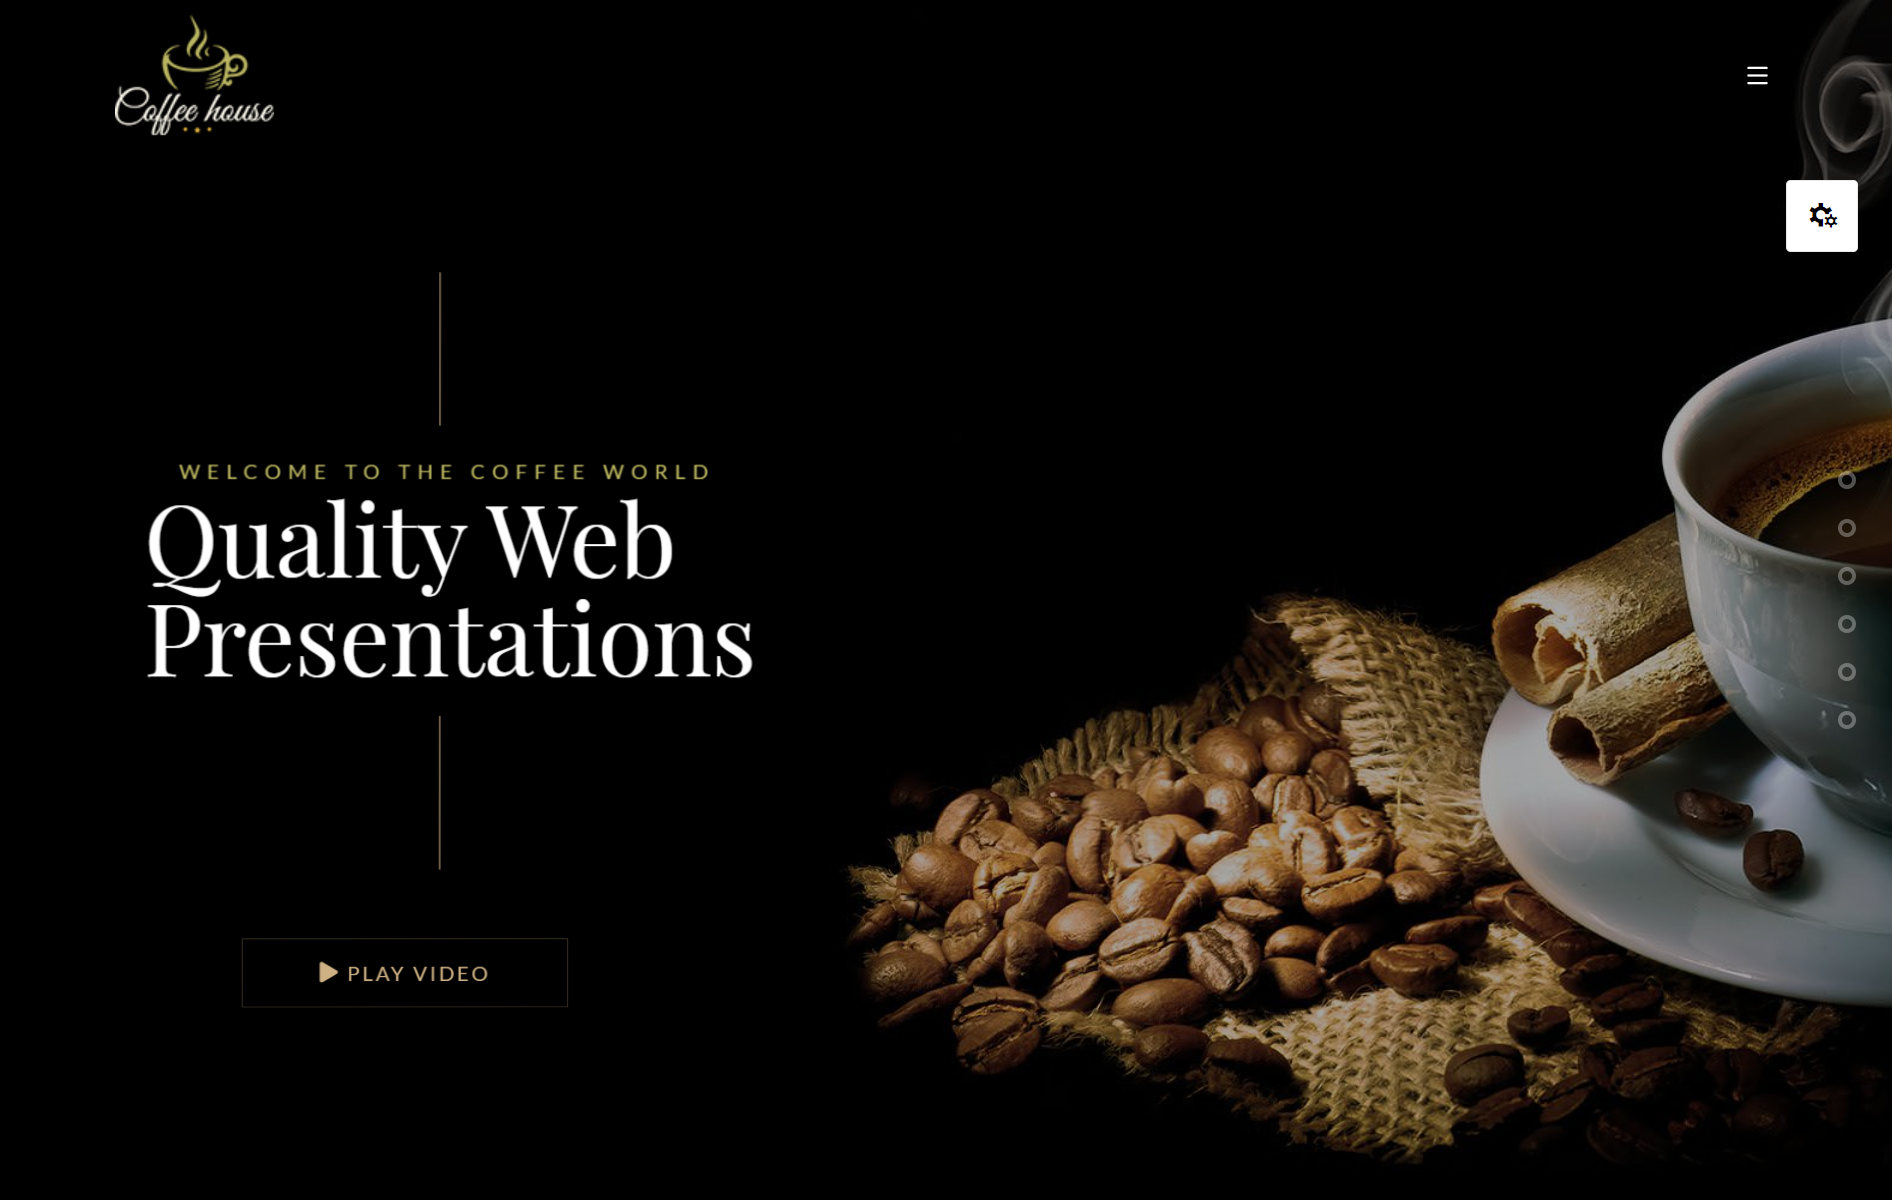 Coffee house
WELCOME TO THE COFFEE WORLD
Quality Web
Presentations
PLAY VIDEO